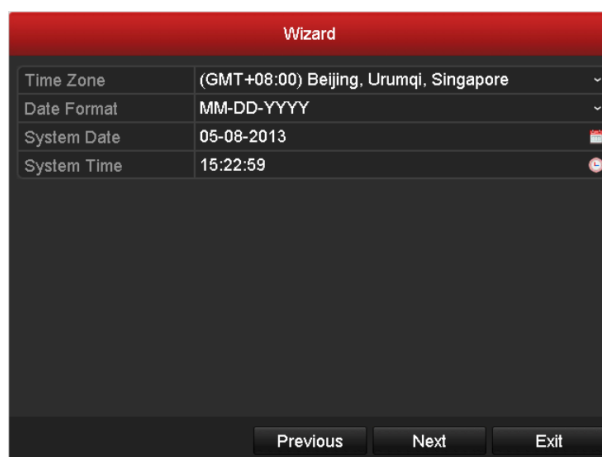 Wizard
Time Zone (GMT+08:00) Beijing, Urumqi, Singapore
Date Format MM-DD-YYYY
System Date 05-08-2013
System Time 15:22:59
Previous Next Exit